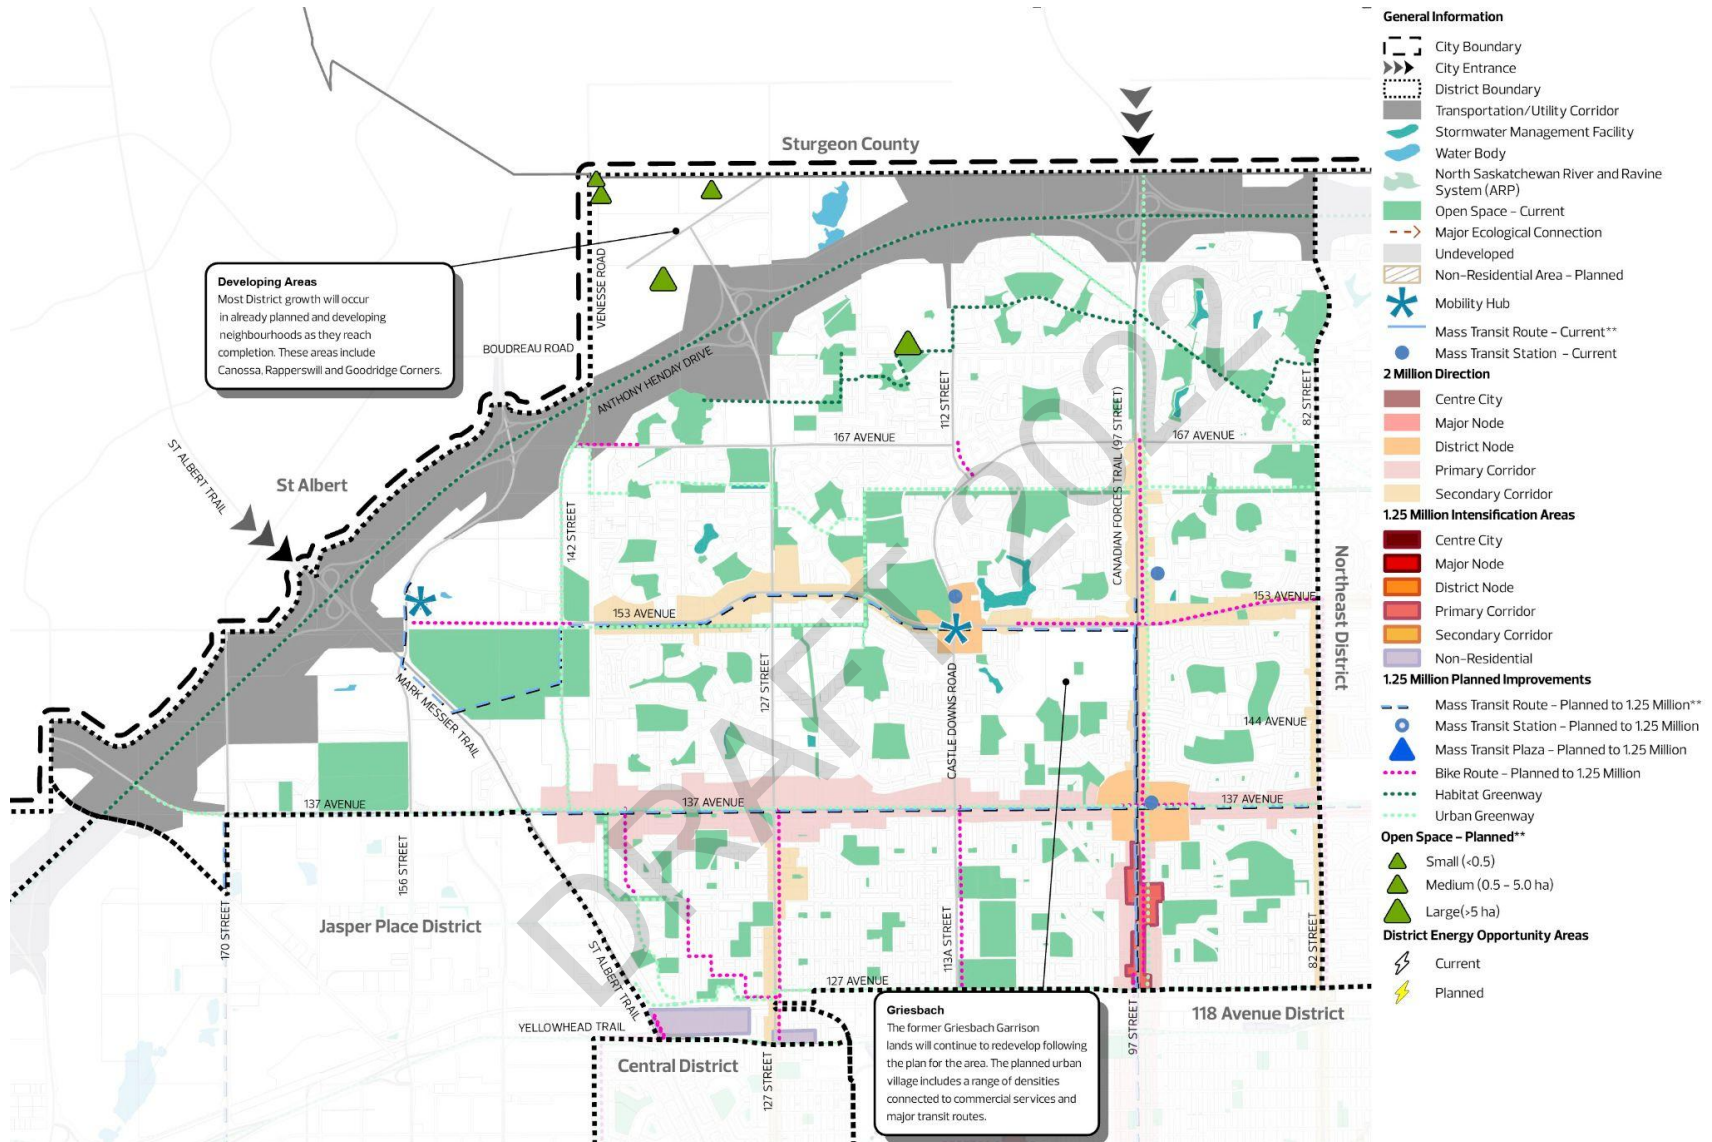 Sturgeon County
Developing Areas
Most District growth will occur
in already planned and developing
neighbourhoods as they reach
completion. These areas include
Canossa, Rapperswill and Goodridge Corners.
VENESSE ROAD
BOUDREAU ROAD
ANTHONY HENDAY DRIVE
ST ALBERT TRAIL
St Albert
112 STREET
CANADIAN FORCES TRAIL (97 STREET)
82 STREET
167 AVENUE
167 AVENUE
142 STREET
153 AVENUE
153 AVENUE
Northeast District
MARK MESSIER TRAIL
127 STREET
CASTLE DOWNS ROAD
144 AVENUE
137 AVENUE
137 AVENUE
137 AVENUE
156 STREET
170 STREET
Jasper Place District
ST ALBERT TRAIL
113A STREET
82 STREET
127 AVENUE
YELLOWHEAD TRAIL
Central District
127 STREET
97 STREET
118 Avenue District
Griesbach
The former Griesbach Garrison
lands will continue to redevelop following
the plan for the area. The planned urban
village includes a range of densities
connected to commercial services and
major transit routes.
DRAFT 2022
General Information
City Boundary
City Entrance
District Boundary
Transportation/Utility Corridor
Stormwater Management Facility
Water Body
North Saskatchewan River and Ravine
System (ARP)
Open Space - Current
Major Ecological Connection
Undeveloped
Non-Residential Area - Planned
Mobility Hub
Mass Transit Route - Current**
Mass Transit Station - Current
2 Million Direction
Centre City
Major Node
District Node
Primary Corridor
Secondary Corridor
1.25 Million Intensification Areas
Centre City
Major Node
District Node
Primary Corridor
Secondary Corridor
Non-Residential
1.25 Million Planned Improvements
Mass Transit Route - Planned to 1.25 Million**
Mass Transit Station - Planned to 1.25 Million
Mass Transit Plaza - Planned to 1.25 Million
Bike Route - Planned to 1.25 Million
Habitat Greenway
Urban Greenway
Open Space - Planned**
Small (<0.5)
Medium (0.5 - 5.0 ha)
Large(>5 ha)
District Energy Opportunity Areas
Current
Planned